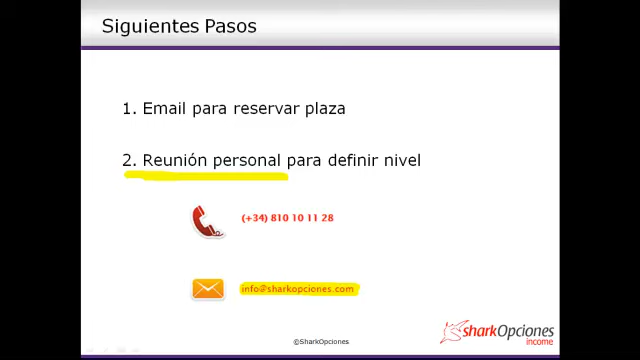 Siguientes Pasos
1. Email para reservar plaza
2. Reunión personal para definir nivel
(+34) 810 10 11 28
info@sharkopciones.com
©SharkOpciones
sharkOpciones
income